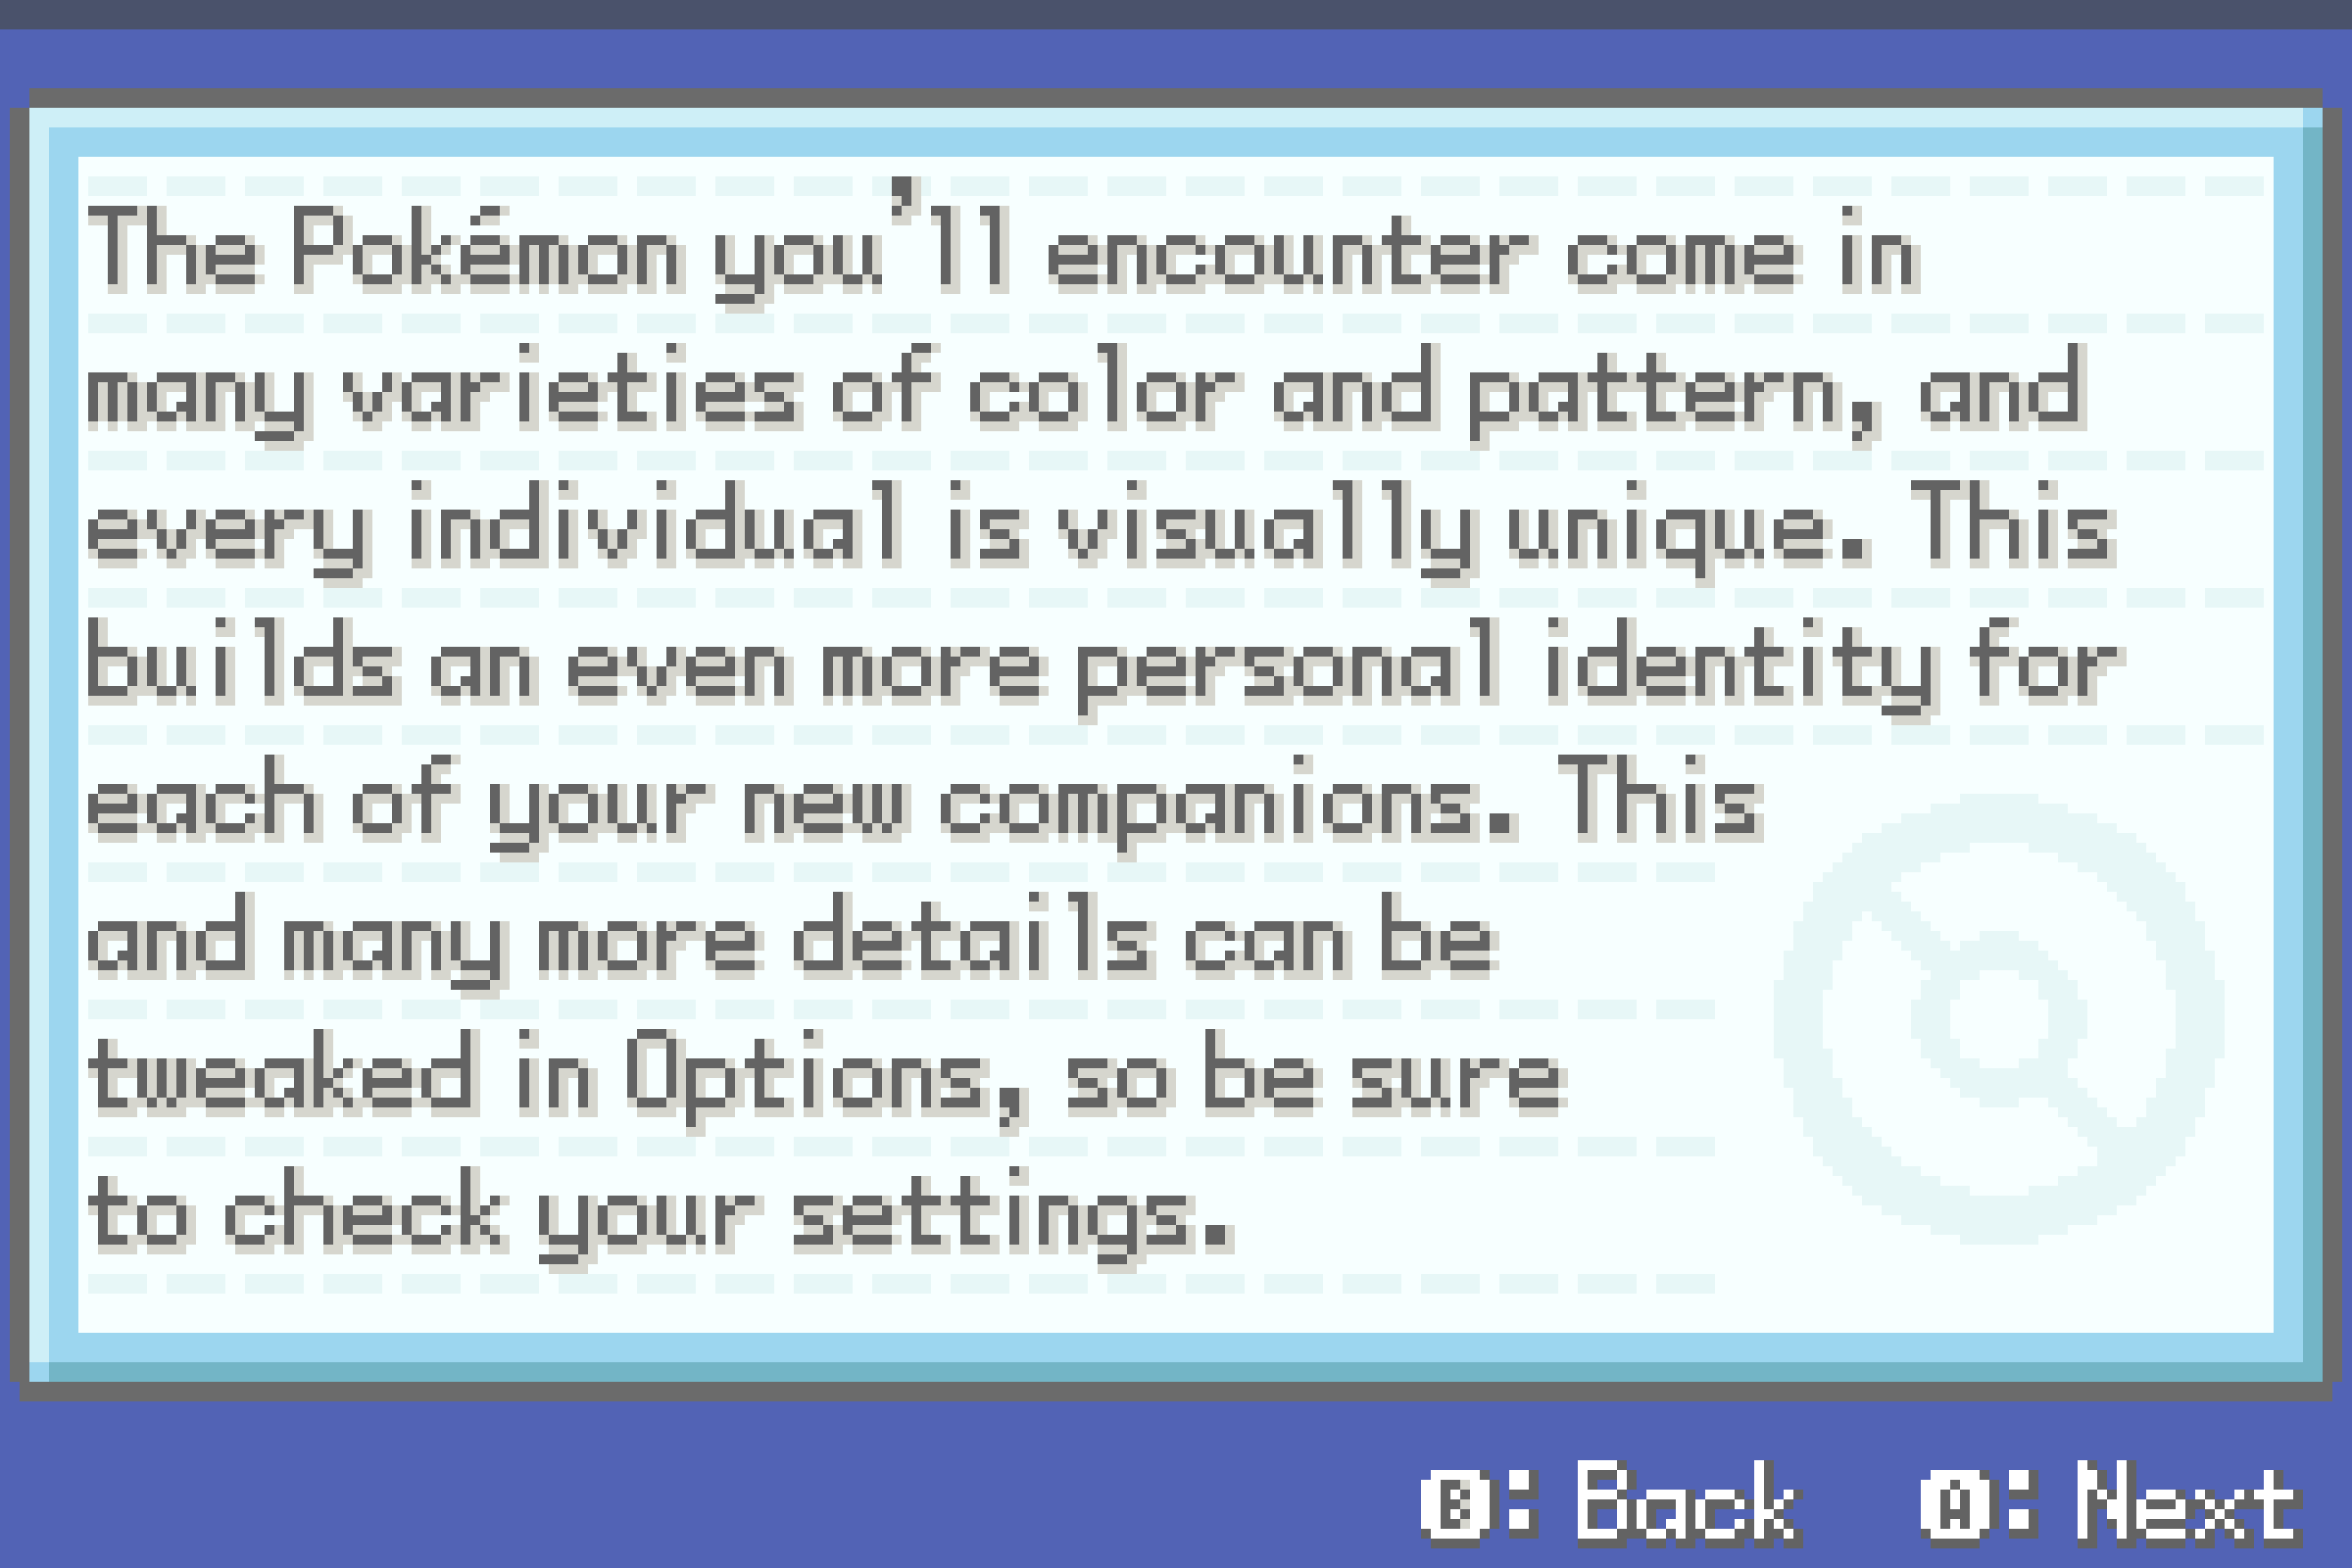 The Pokémon you'll encounter come in
many varieties of color and pattern, and
every individual is visually unique. This
builds an even more personal identity for
each of your new companions. This
and many more details can be
tweaked in Options, so be sure
to check your settings.
B: Back A: Next